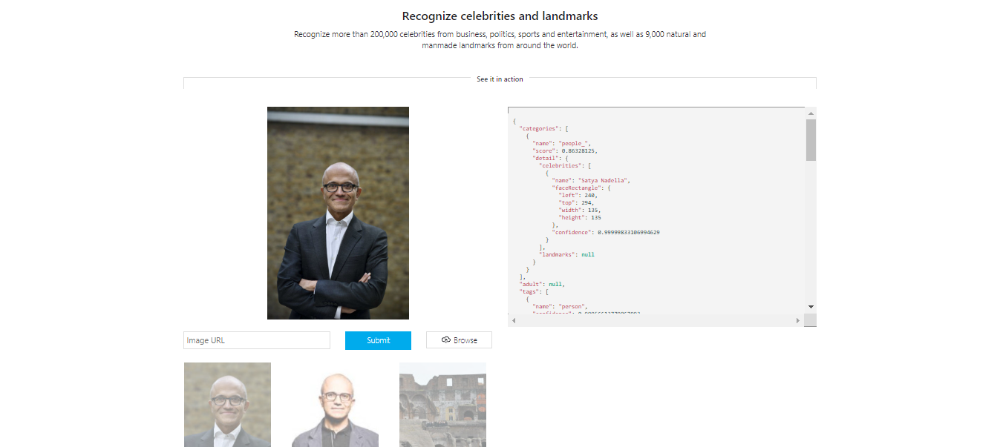 Recognize celebrities and landmarks
Recognize more than 200,000 celebrities from business, politics, sports and entertainment, as well as 9,000 natural and
manmade landmarks from around the world.
See it in action
{
"categories": [
{
"name": "people_",
"score": 0.86328125,
"detail": {
"celebrities": [
{
"name": "Satya Nadella",
"faceRectangle": {
"left": 240,
"top": 294,
"width": 135,
"height": 135
},
"confidence": 0.99999833106994629
}
],
"landmarks": null
}
}
],
"adult": null,
"tags": [
{
"name": "person",
Image URL
Submit
Browse